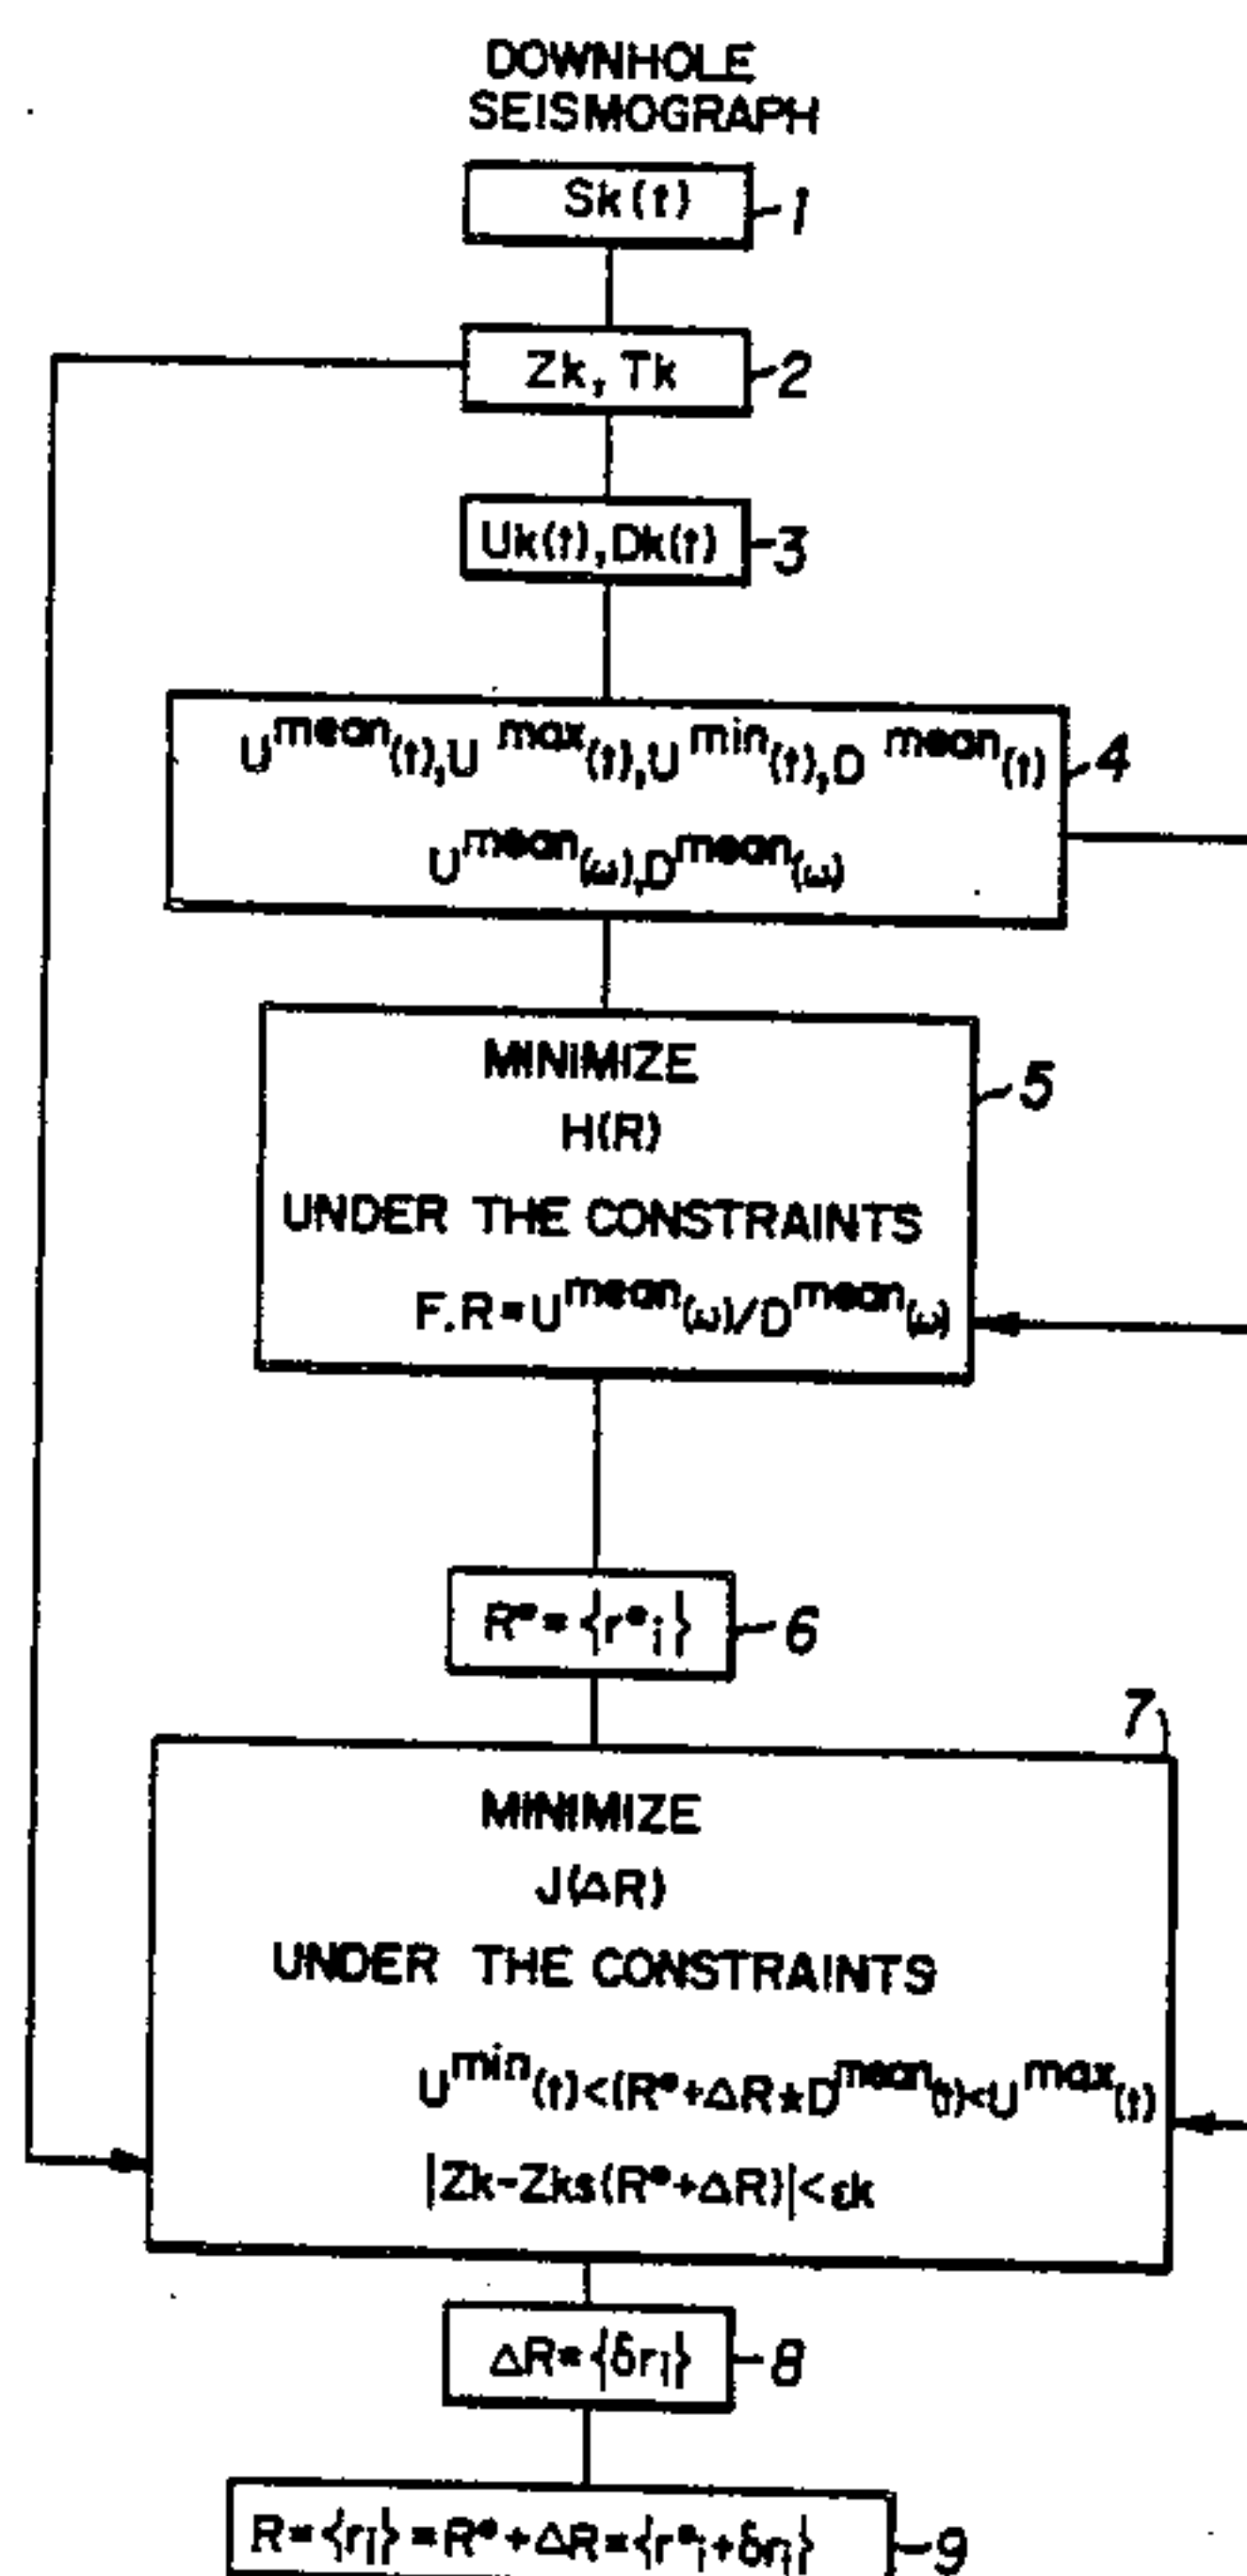 DOWNHOLE
SEISMOGRAPH
Sk(t)
1
Zk, Tk
2
Uk(t),Dk(t)
3
U^mean(t),U^max(t),U^min(t),D^mean(t)
4
U^mean(ω),D^mean(ω)
MINIMIZE
5
H(R)
UNDER THE CONSTRAINTS
F.R=U^mean(ω)/D^mean(ω)
R°={r°i}
6
7
MINIMIZE
J(ΔR)
UNDER THE CONSTRAINTS
U^min(t)<(R°+ΔR*D^mean(t)<U^max(t)
|Zk-Zks(R°+ΔR)|<εk
ΔR={δri}
8
R={ri}=R°+ΔR={r°i+δri}
9